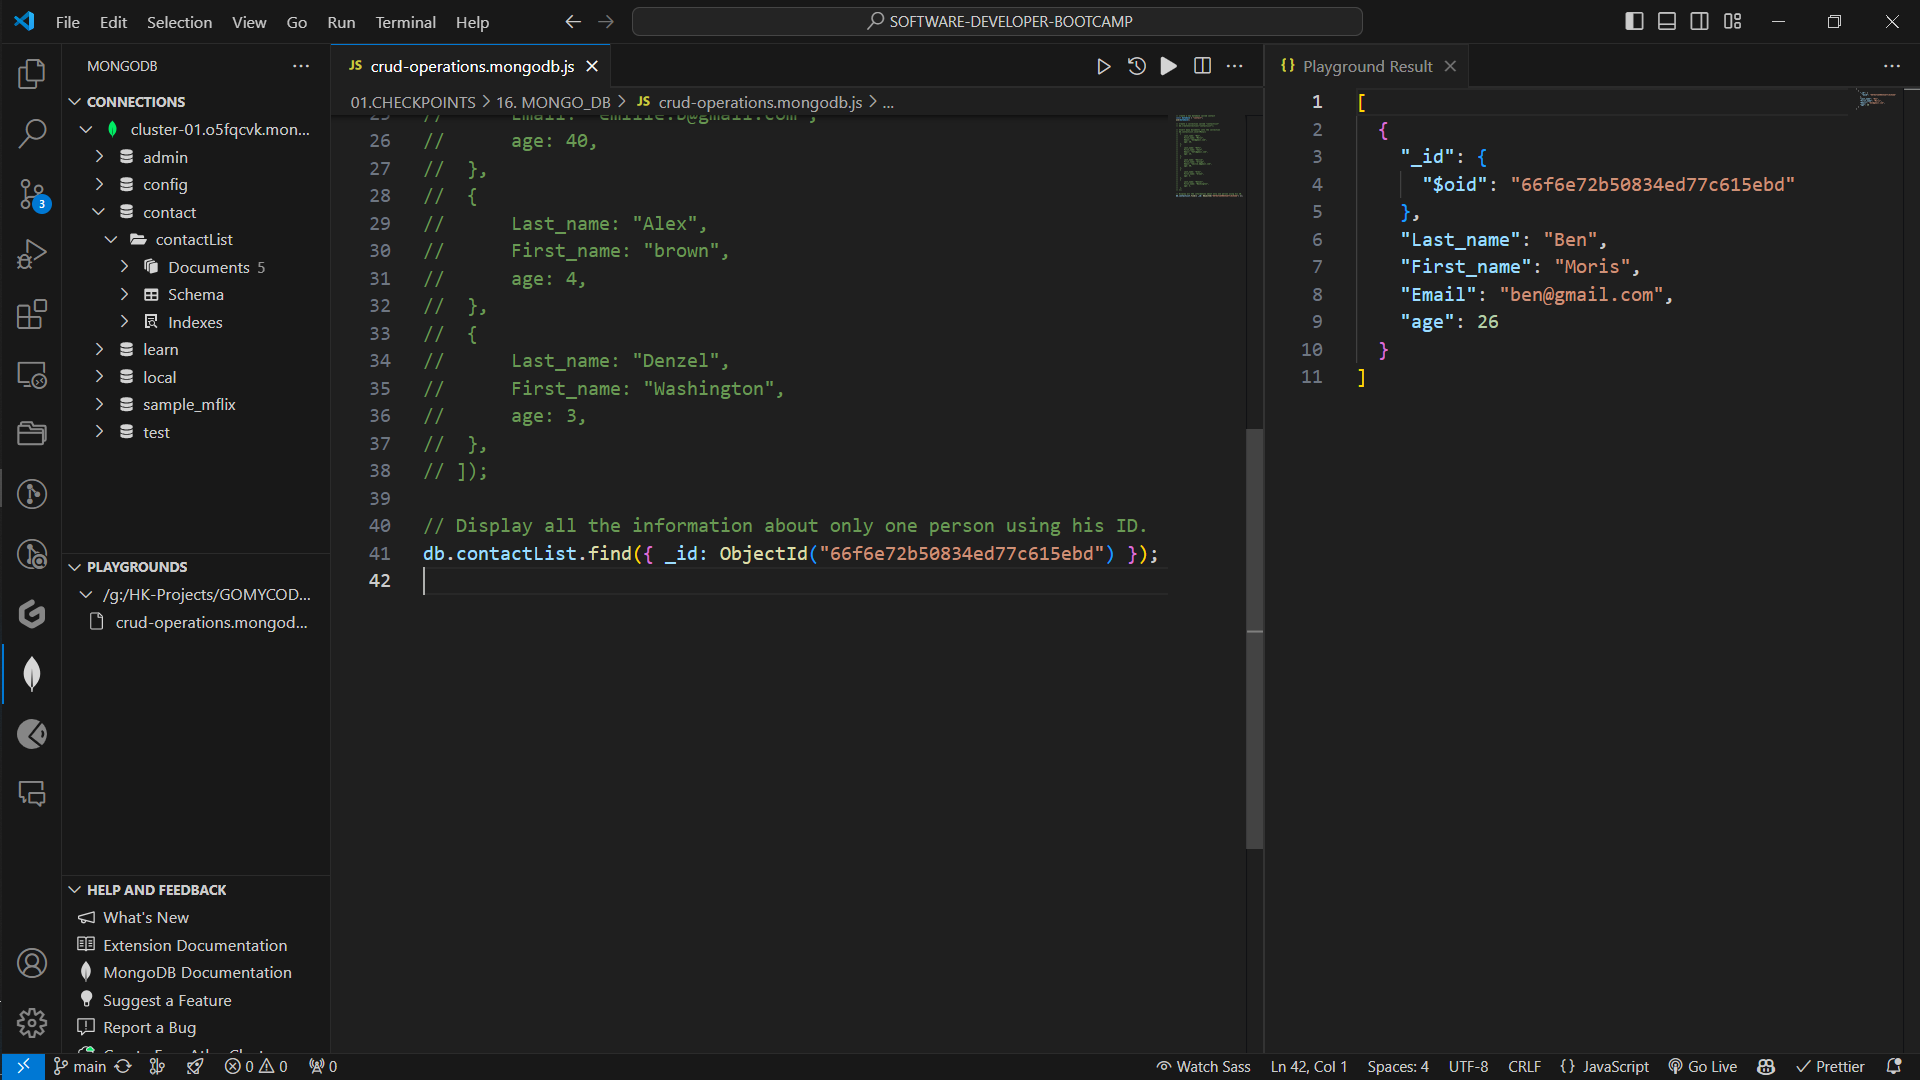 File Edit Selection View Go Run Terminal Help
SOFTWARE-DEVELOPER-BOOTCAMP
MONGODB
CONNECTIONS
cluster-01.o5fqcvk.mon...
admin
config
contact
contactList
Documents 5
Schema
Indexes
learn
local
sample_mflix
test
3
PLAYGROUNDS
/g:/HK-Projects/GOMYCOD...
crud-operations.mongod...
HELP AND FEEDBACK
What's New
Extension Documentation
MongoDB Documentation
Suggest a Feature
Report a Bug
JS crud-operations.mongodb.js
01.CHECKPOINTS > 16. MONGO_DB > JS crud-operations.mongodb.js > ...
25 // Email: "emilie.b@gmail.com",
26 // age: 40,
27 // },
28 // {
29 // Last_name: "Alex",
30 // First_name: "brown",
31 // age: 4,
32 // },
33 // {
34 // Last_name: "Denzel",
35 // First_name: "Washington",
36 // age: 3,
37 // },
38 // ]);
39
40 // Display all the information about only one person using his ID.
41 db.contactList.find({ _id: ObjectId("66f6e72b50834ed77c615ebd") });
42
{} Playground Result
1 [
2 {
3 "_id": {
4 "$oid": "66f6e72b50834ed77c615ebd"
5 },
6 "Last_name": "Ben",
7 "First_name": "Moris",
8 "Email": "ben@gmail.com",
9 "age": 26
10 }
11 ]
main 0 0 0 Watch Sass Ln 42, Col 1 Spaces: 4 UTF-8 CRLF {} JavaScript Go Live Prettier